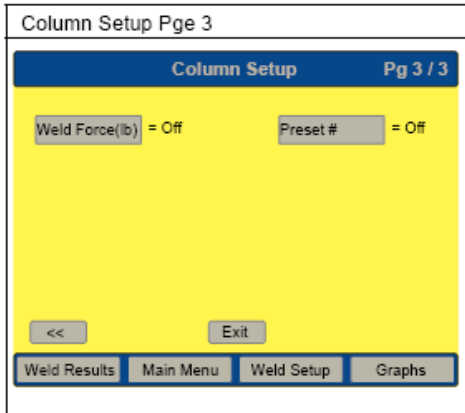 Column Setup Pge 3
Column Setup Pg 3 / 3
Weld Force(lb) = Off Preset # = Off
<< Exit
Weld Results Main Menu Weld Setup Graphs